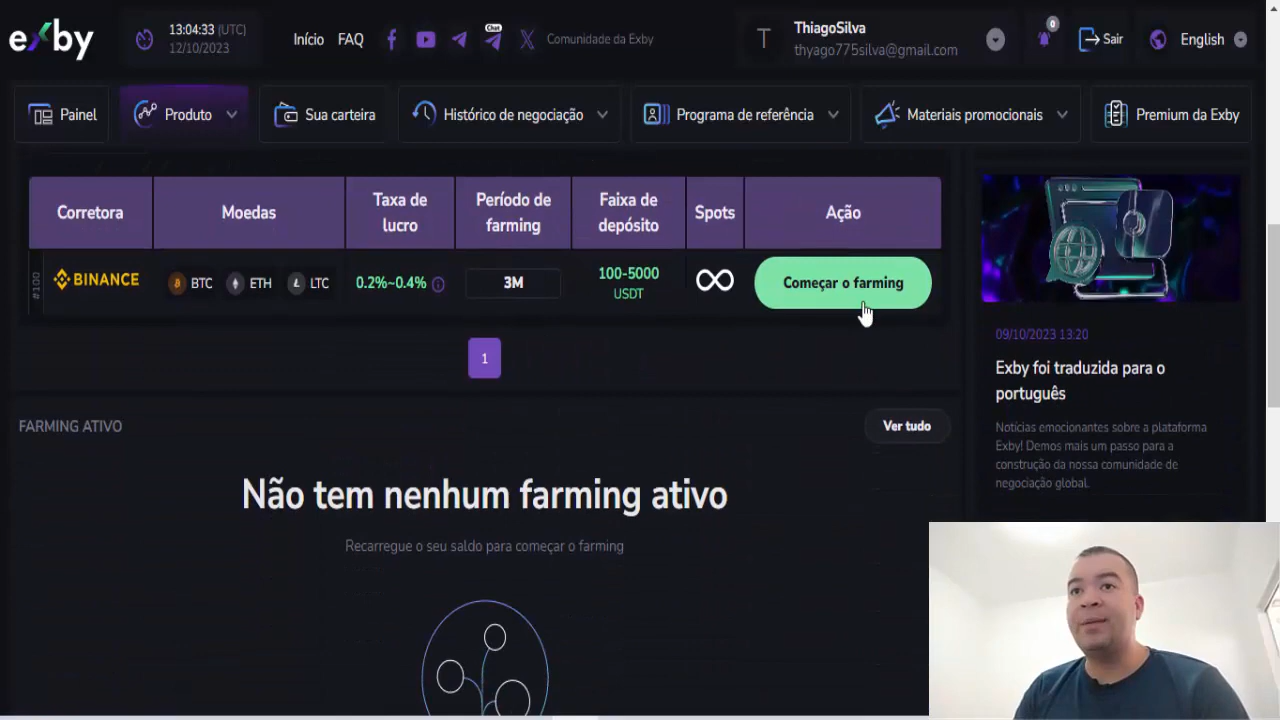 exby
13:04:33 (UTC)
12/10/2023
Início FAQ
Chat
Comunidade da Exby
T
ThiagoSilva
thyago775silva@gmail.com
0
Sair
English
Painel
Produto
Sua carteira
Histórico de negociação
Programa de referência
Materiais promocionais
Premium da Exby
Corretora
Moedas
Taxa de
lucro
Período de
farming
Faixa de
depósito
Spots
Ação
#100
BINANCE
BTC ETH LTC
0.2%~0.4%
3M
100-5000
USDT
Começar o farming
1
FARMING ATIVO
Ver tudo
Não tem nenhum farming ativo
Recarregue o seu saldo para começar o farming
09/10/2023 13:20
Exby foi traduzida para o
português
Notícias emocionantes sobre a plataforma
Exby! Demos mais um passo para a
construção da nossa comunidade de
negociação global.